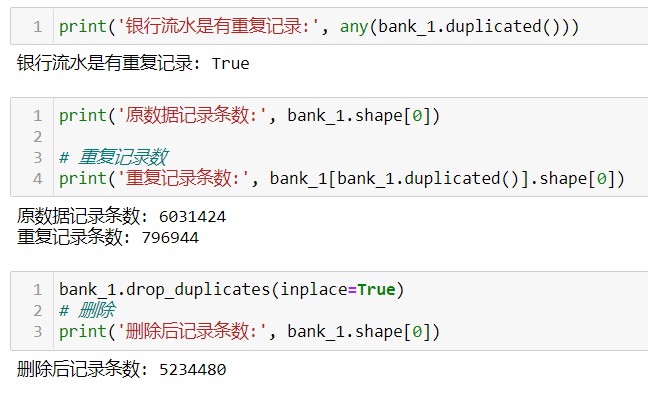 1 print('银行流水是有重复记录:', any(bank_1.duplicated()))
银行流水是有重复记录: True
1 print('原数据记录条数:', bank_1.shape[0])
2
3 # 重复记录数
4 print('重复记录条数:', bank_1[bank_1.duplicated()].shape[0])
原数据记录条数: 6031424
重复记录条数: 796944
1 bank_1.drop_duplicates(inplace=True)
2 # 删除
3 print('删除后记录条数:', bank_1.shape[0])
删除后记录条数: 5234480